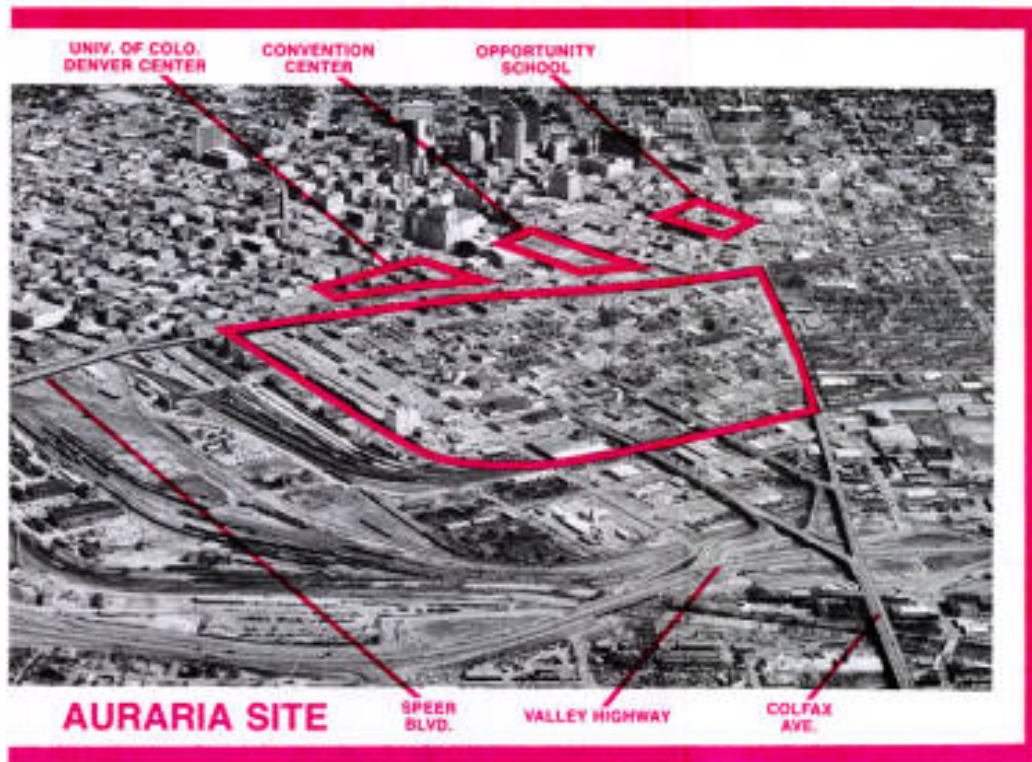 UNIV. OF COLO.
DENVER CENTER
CONVENTION
CENTER
OPPORTUNITY
SCHOOL
AURARIA SITE
SPEER
BLVD.
VALLEY HIGHWAY
COLFAX
AVE.